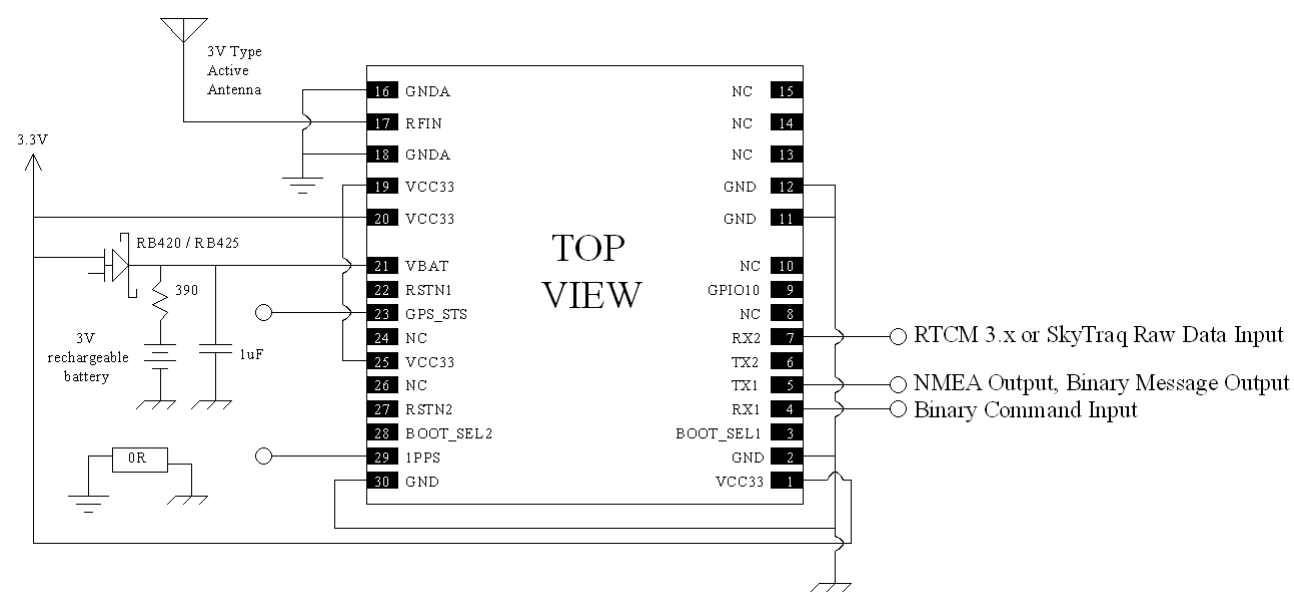 3V Type
Active
Antenna
3.3V
RB420 / RB425
390
3V
rechargeable
battery
1uF
0R
16 GNDA
17 RFIN
18 GNDA
19 VCC33
20 VCC33
21 VBAT
22 RSTN1
23 GPS_STS
24 NC
25 VCC33
26 NC
27 RSTN2
28 BOOT_SEL2
29 1PPS
30 GND
TOP
VIEW
NC 15
NC 14
NC 13
GND 12
GND 11
NC 10
GPIO10 9
NC 8
RX2 7
TX2 6
TX1 5
RX1 4
BOOT_SEL1 3
GND 2
VCC33 1
RTCM 3.x or SkyTraq Raw Data Input
NMEA Output, Binary Message Output
Binary Command Input